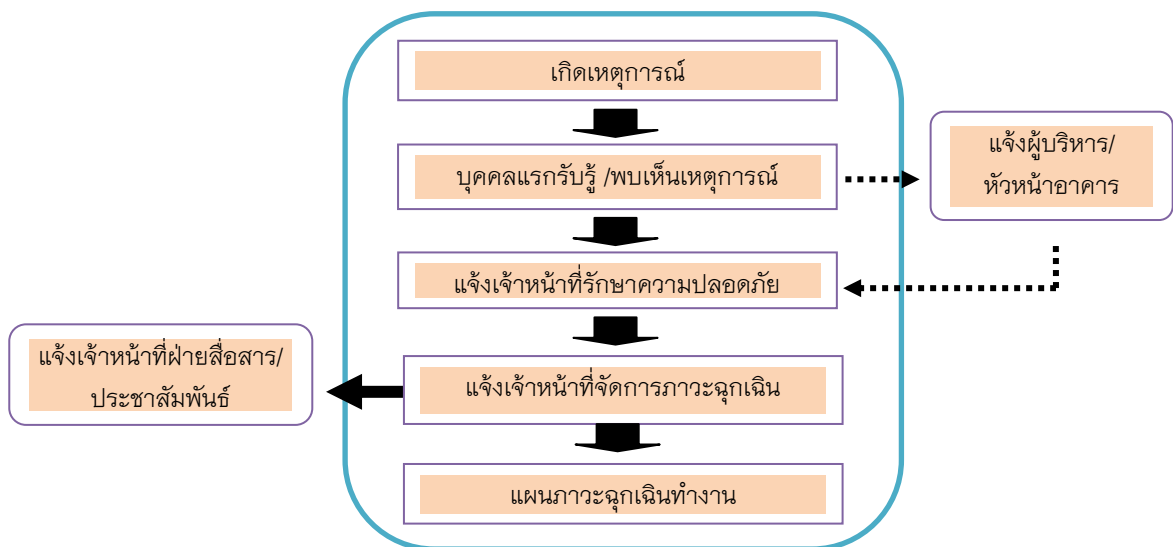 เกิดเหตุการณ์
บุคคลแรกรับรู้ /พบเห็นเหตุการณ์
แจ้งผู้บริหาร/
หัวหน้าอาคาร
แจ้งเจ้าหน้าที่รักษาความปลอดภัย
แจ้งเจ้าหน้าที่ฝ่ายสื่อสาร/
ประชาสัมพันธ์
แจ้งเจ้าหน้าที่จัดการภาวะฉุกเฉิน
แผนภาวะฉุกเฉินทำงาน